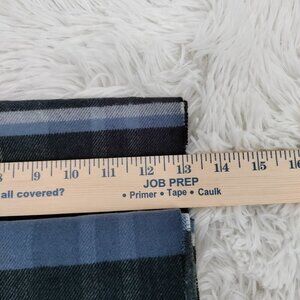 8 9 10 11 12 13 14 15 16
all covered?
JOB PREP
• Primer • Tape • Caulk